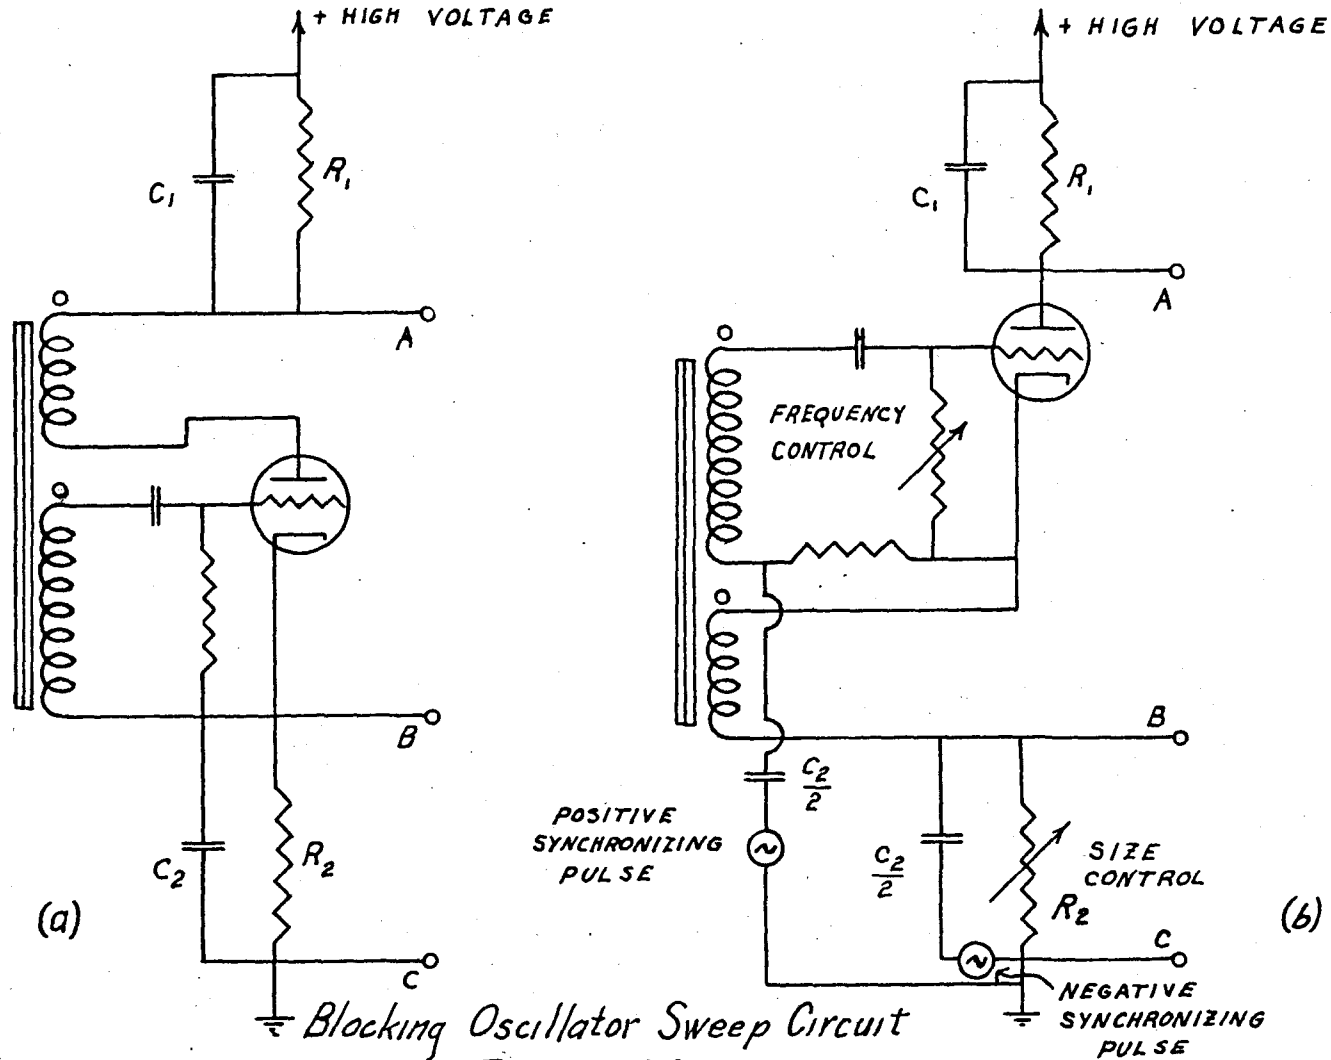 + HIGH VOLTAGE
C1
R1
A
B
C2
R2
C
(a)
+ HIGH VOLTAGE
C1
R1
A
FREQUENCY
CONTROL
B
C2/2
POSITIVE
SYNCHRONIZING
PULSE
C2/2
SIZE
CONTROL
R2
C
(b)
NEGATIVE
SYNCHRONIZING
PULSE
Blocking Oscillator Sweep Circuit